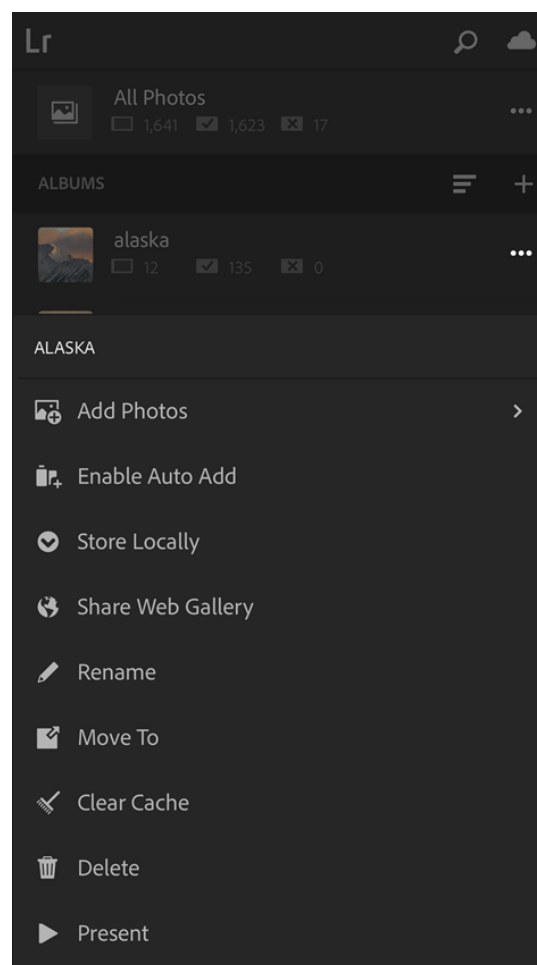 Lr
All Photos
1,641 1,623 17
ALBUMS
alaska
12 135 0
ALASKA
Add Photos
Enable Auto Add
Store Locally
Share Web Gallery
Rename
Move To
Clear Cache
Delete
Present